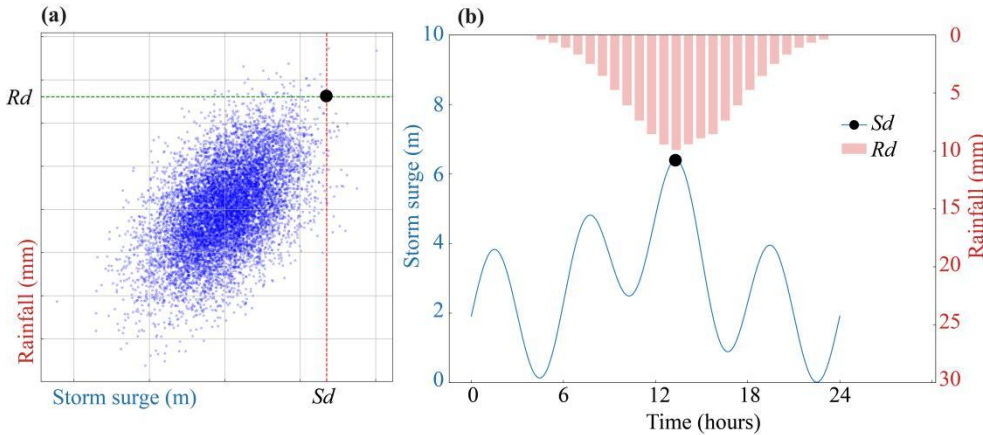 (a)
Rd
Rainfall (mm)
Storm surge (m)
Sd
(b)
10
8
6
4
2
0
Storm surge (m)
0
5
10
15
20
25
30
Rainfall (mm)
Sd
Rd
0 6 12 18 24
Time (hours)